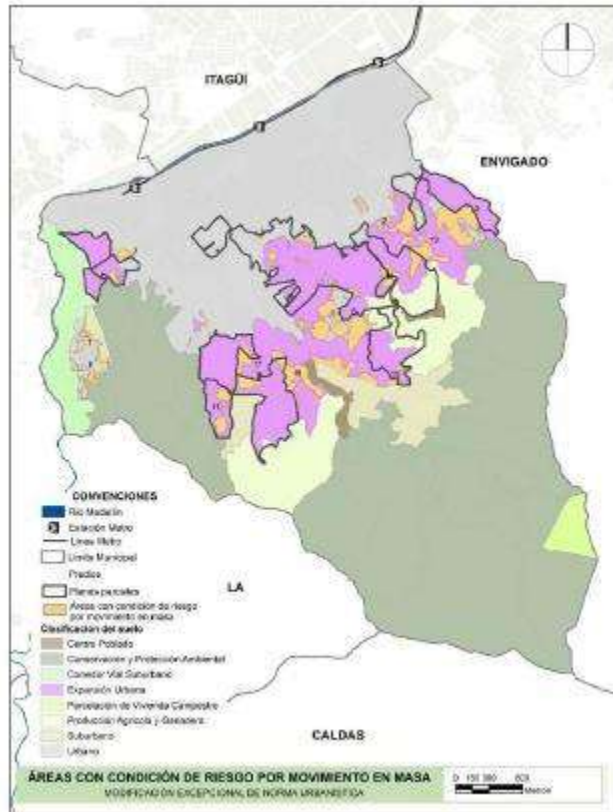 ITAGÜÍ
ENVIGADO
CONVENCIONES
Río Medellín
Estación Metro
Línea Metro
Límite Municipal
Predios
Planes parciales
Áreas con condición de riesgo
por movimiento en masa
Clasificación del suelo
Centro Poblado
Conservación y Protección Ambiental
Corredor Vial Suburbano
Expansión Urbana
Parcelación de Vivienda Campestre
Producción Agrícola y Ganadera
Suburbano
Urbano
LA
CALDAS
ÁREAS CON CONDICIÓN DE RIESGO POR MOVIMIENTO EN MASA
MODIFICACIÓN EXCEPCIONAL DE NORMA URBANÍSTICA